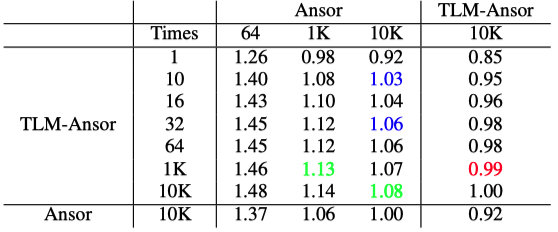 Ansor TLM-Ansor
Times 64 1K 10K 10K
1 1.26 0.98 0.92 0.85
10 1.40 1.08 1.03 0.95
16 1.43 1.10 1.04 0.96
TLM-Ansor 32 1.45 1.12 1.06 0.98
64 1.45 1.12 1.06 0.98
1K 1.46 1.13 1.07 0.99
10K 1.48 1.14 1.08 1.00
Ansor 10K 1.37 1.06 1.00 0.92